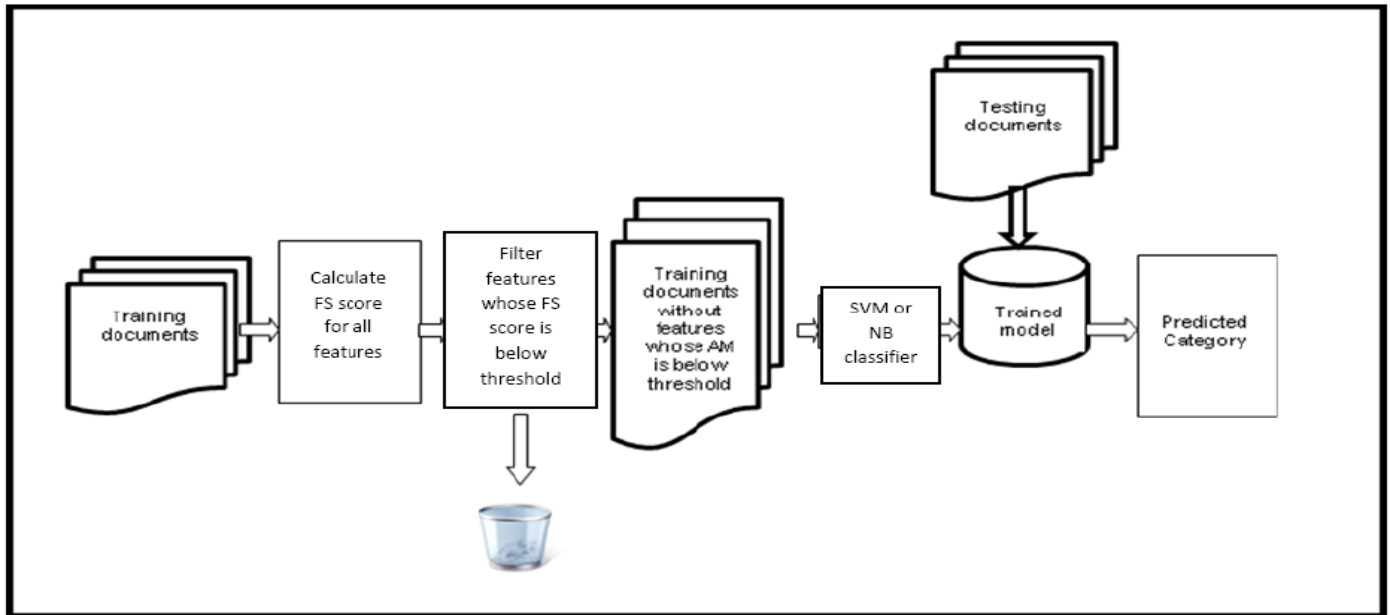 Training
documents
Calculate
FS score
for all
features
Filter
features
whose FS
score is
below
threshold
Training
documents
without
features
whose AM
is below
threshold
SVM or
NB
classifier
Testing
documents
Trained
model
Predicted
Category